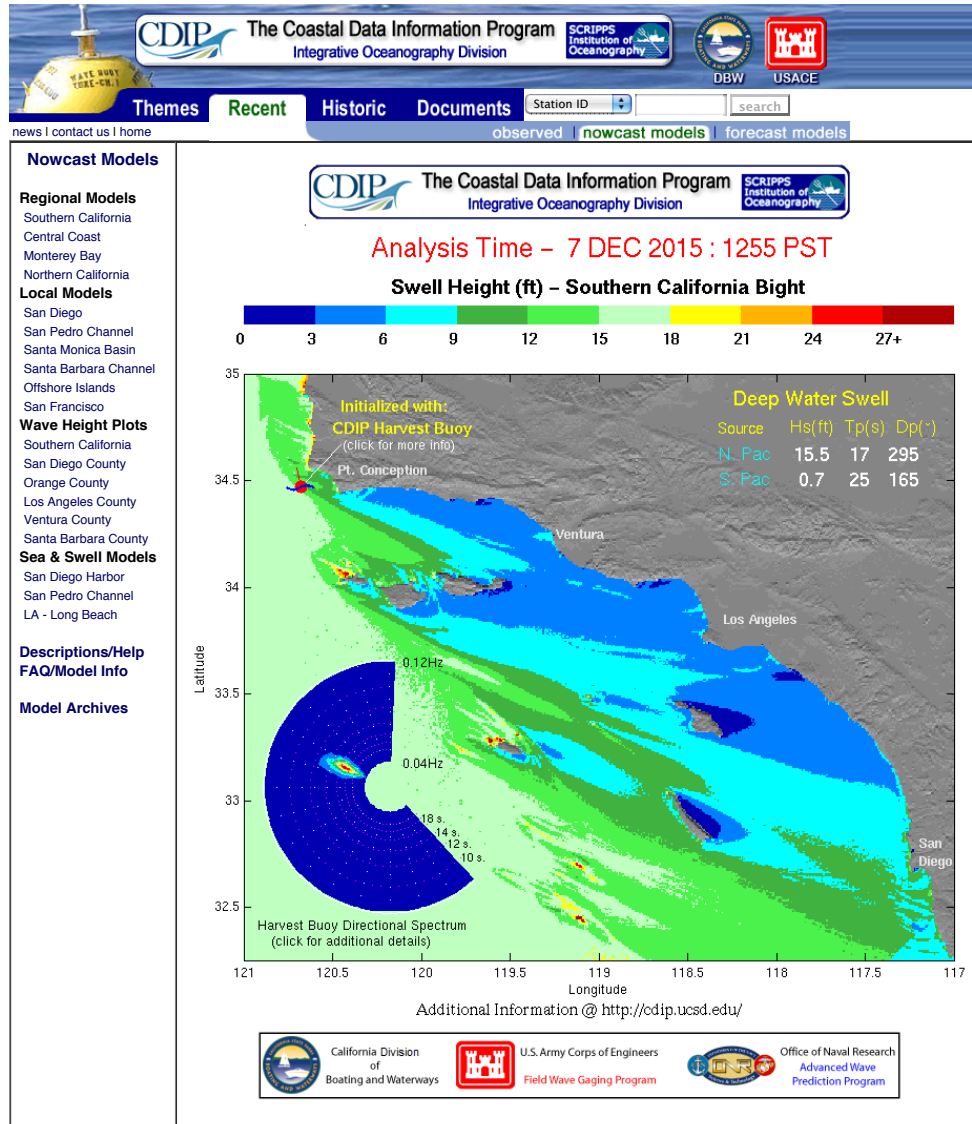 CDIP
The Coastal Data Information Program
Integrative Oceanography Division
SCRIPPS
Institution of
Oceanography
DBW
USACE
Themes
Recent
Historic
Documents
Station ID
search
news | contact us | home
observed | nowcast models | forecast models
Nowcast Models
Regional Models
Southern California
Central Coast
Monterey Bay
Northern California
Local Models
San Diego
San Pedro Channel
Santa Monica Basin
Santa Barbara Channel
Offshore Islands
San Francisco
Wave Height Plots
Southern California
San Diego County
Orange County
Los Angeles County
Ventura County
Santa Barbara County
Sea & Swell Models
San Diego Harbor
San Pedro Channel
LA - Long Beach
Descriptions/Help
FAQ/Model Info
Model Archives
CDIP
The Coastal Data Information Program
Integrative Oceanography Division
SCRIPPS
Institution of
Oceanography
Analysis Time – 7 DEC 2015 : 1255 PST
Swell Height (ft) – Southern California Bight
0 3 6 9 12 15 18 21 24 27+
Initialized with:
CDIP Harvest Buoy
(click for more info)
Pt. Conception
Deep Water Swell
Source Hs(ft) Tp(s) Dp(°)
N. Pac 15.5 17 295
S. Pac 0.7 25 165
Ventura
Los Angeles
San
Diego
0.12Hz
0.04Hz
18 s.
14 s.
12 s.
10 s.
Harvest Buoy Directional Spectrum
(click for additional details)
Latitude
35
34.5
34
33.5
33
32.5
121 120.5 120 119.5 119 118.5 118 117.5 117
Longitude
Additional Information @ http://cdip.ucsd.edu/
California Division
of
Boating and Waterways
U.S. Army Corps of Engineers
Field Wave Gaging Program
Office of Naval Research
Advanced Wave
Prediction Program